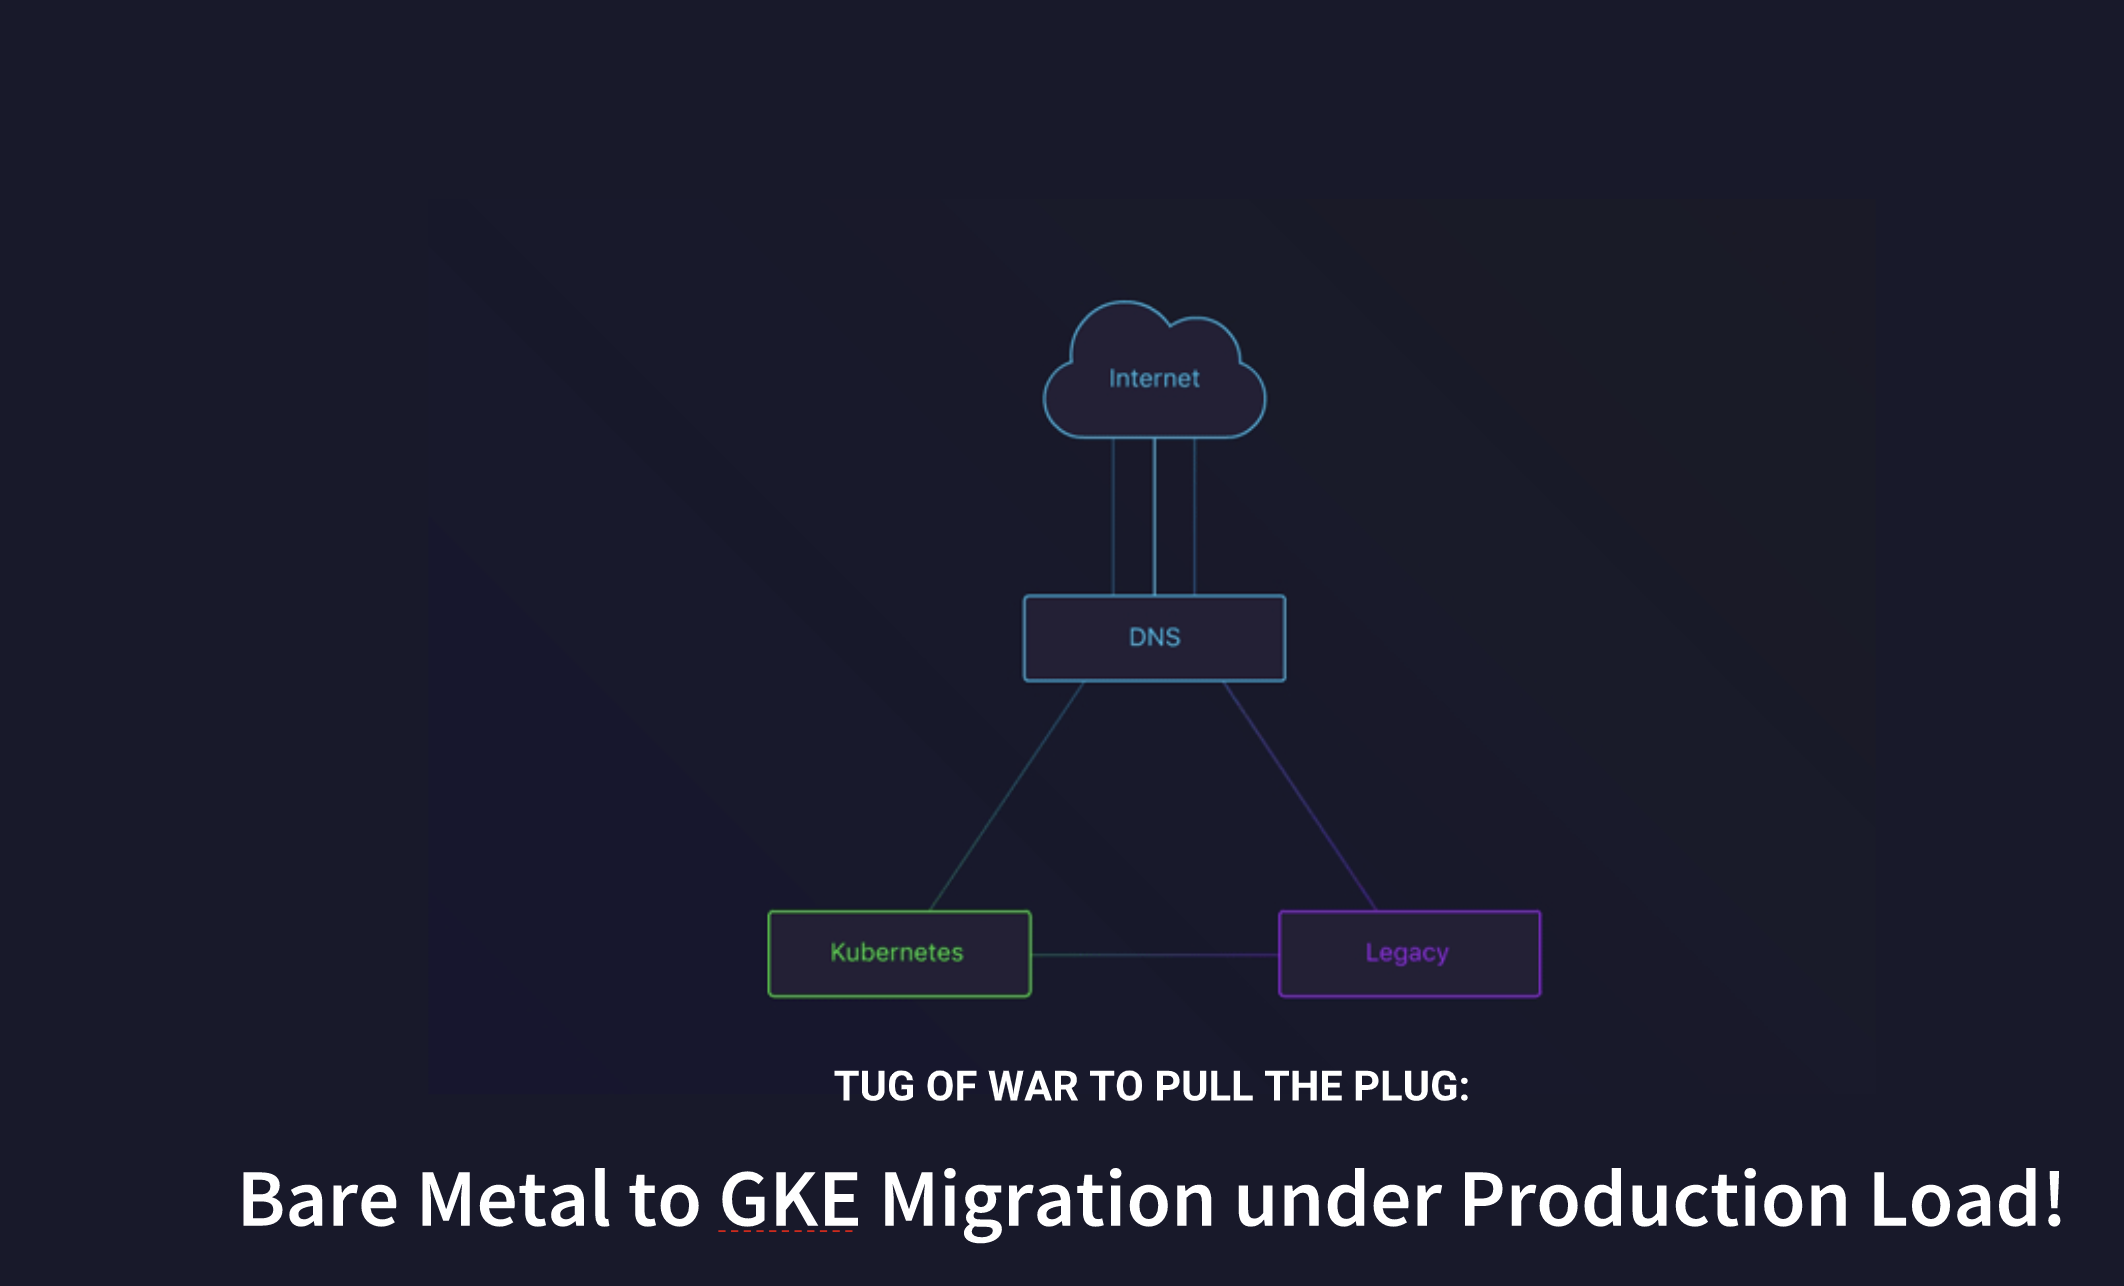 Internet
DNS
Kubernetes
Legacy
TUG OF WAR TO PULL THE PLUG:
Bare Metal to GKE Migration under Production Load!